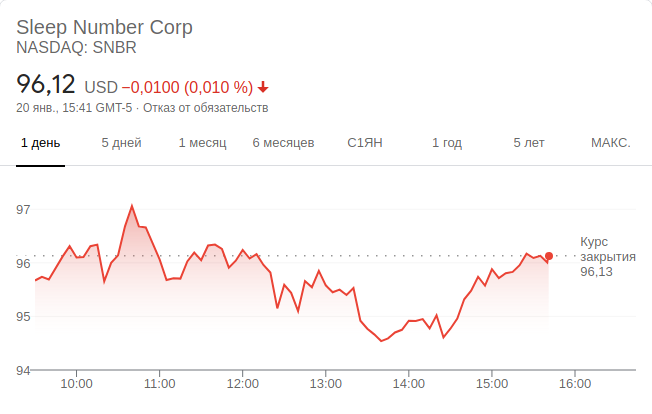 Sleep Number Corp
NASDAQ: SNBR
96,12 USD −0,0100 (0,010 %)
20 янв., 15:41 GMT-5 · Отказ от обязательств
1 день 5 дней 1 месяц 6 месяцев С1ЯН 1 год 5 лет МАКС.
97
96
95
94
Курс
закрытия
96,13
10:00 11:00 12:00 13:00 14:00 15:00 16:00